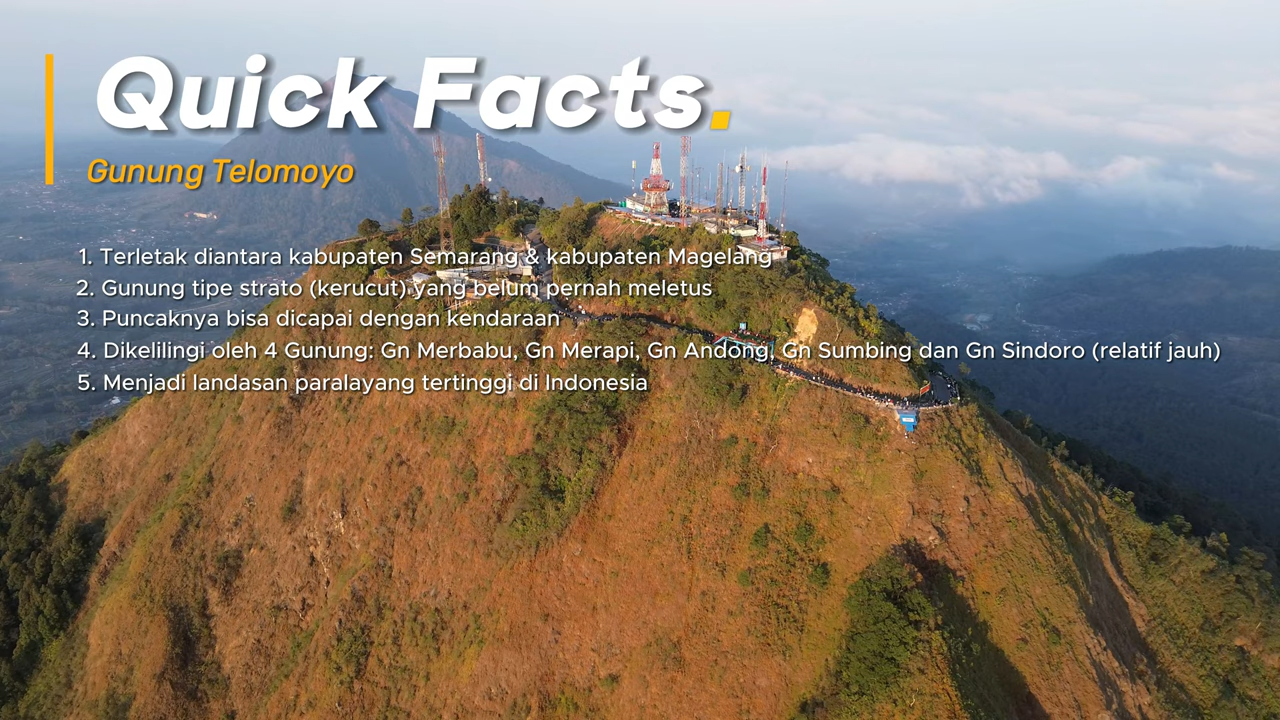 Quick Facts.
Gunung Telomoyo
1. Terletak diantara kabupaten Semarang & kabupaten Magelang
2. Gunung tipe strato (kerucut) yang belum pernah meletus
3. Puncaknya bisa dicapai dengan kendaraan
4. Dikelilingi oleh 4 Gunung: Gn Merbabu, Gn Merapi, Gn Andong, Gn Sumbing dan Gn Sindoro (relatif jauh)
5. Menjadi landasan paralayang tertinggi di Indonesia